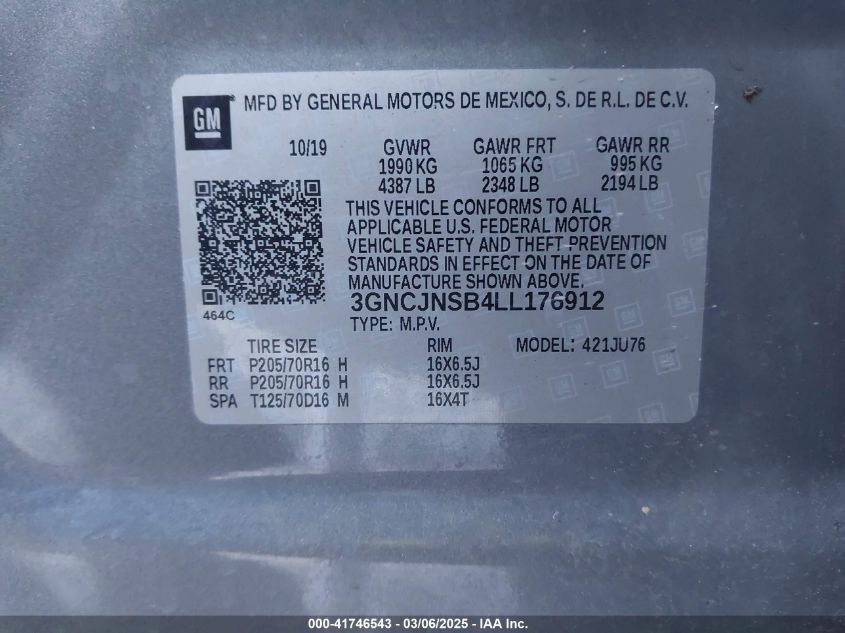 GM ® MFD BY GENERAL MOTORS DE MEXICO, S. DE R.L. DE C.V.
10/19 GVWR GAWR FRT GAWR RR
1990 KG 1065 KG 995 KG
4387 LB 2348 LB 2194 LB
THIS VEHICLE CONFORMS TO ALL
APPLICABLE U.S. FEDERAL MOTOR
VEHICLE SAFETY AND THEFT PREVENTION
STANDARDS IN EFFECT ON THE DATE OF
MANUFACTURE SHOWN ABOVE.
464C
3GNCJNSB4LL176912
TYPE: M.P.V.
TIRE SIZE RIM MODEL: 421JU76
FRT P205/70R16 H 16X6.5J
RR P205/70R16 H 16X6.5J
SPA T125/70D16 M 16X4T
000-41746543 - 03/06/2025 - IAA Inc.